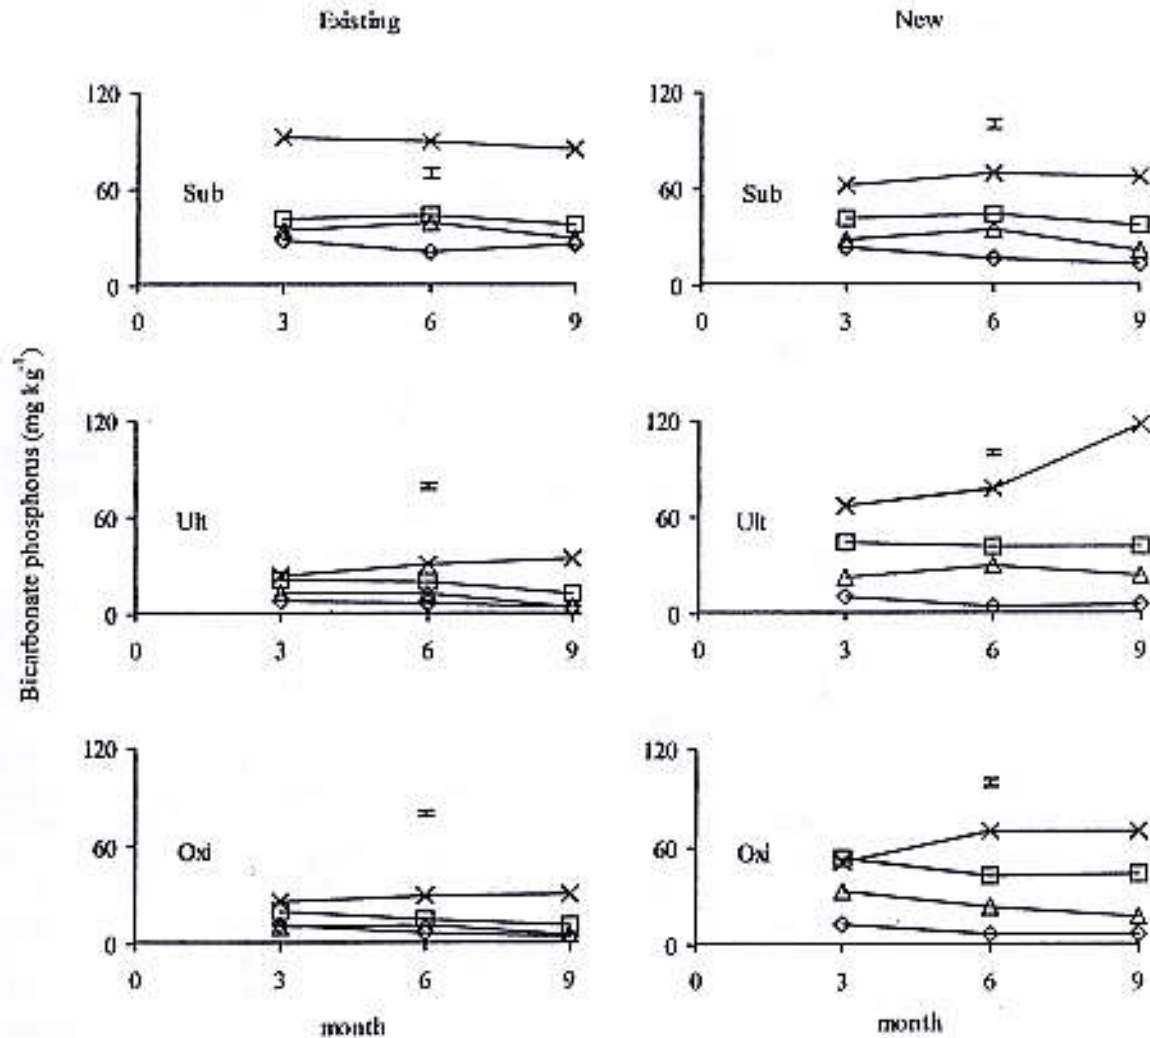 Existing New
120 120
60 60
Sub Sub
0 0
0 3 6 9 0 3 6 9
Bicarbonate phosphorus (mg kg-1)
120 120
60 60
Ult Ult
0 0
0 3 6 9 0 3 6 9
120 120
60 60
Oxi Oxi
0 0
0 3 6 9 0 3 6 9
month month